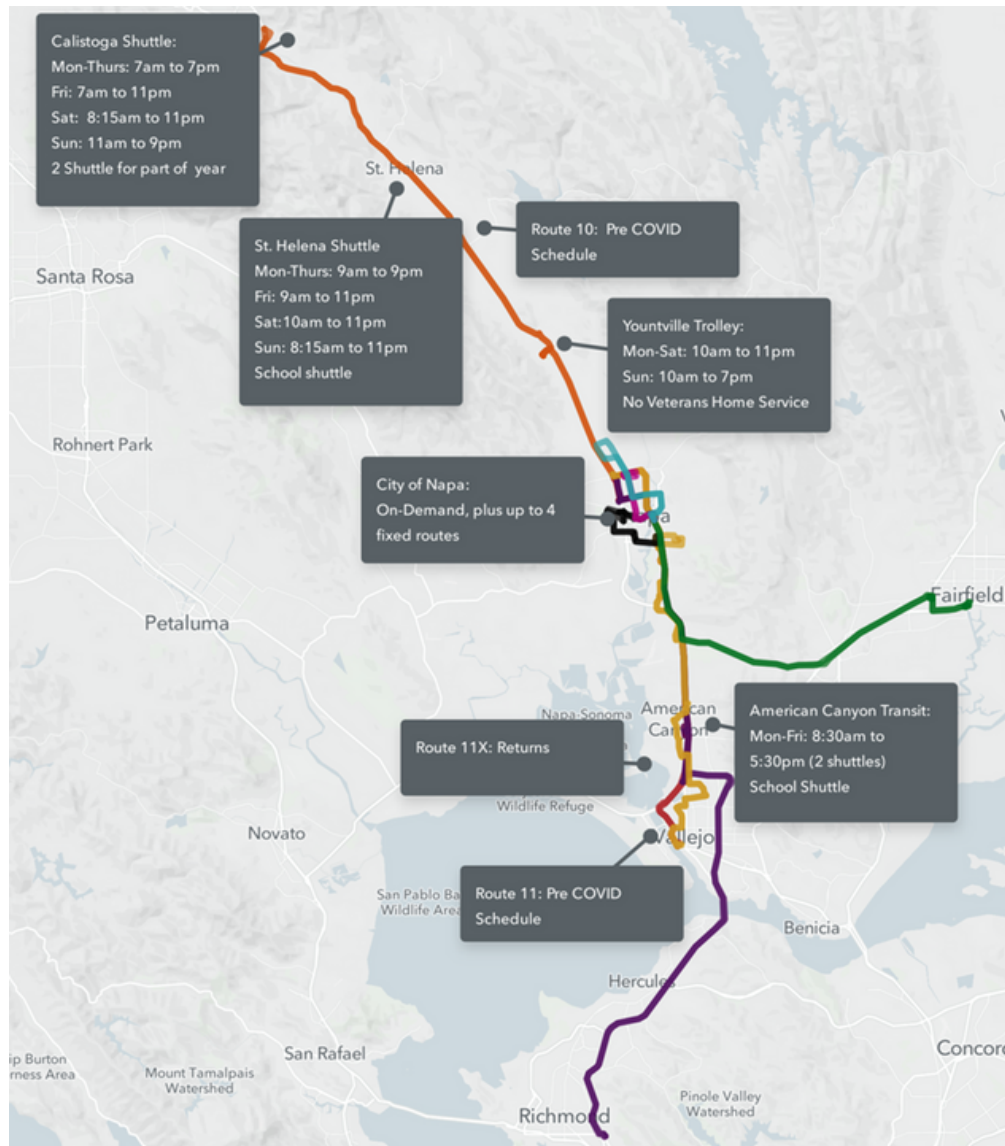 Calistoga Shuttle:
Mon-Thurs: 7am to 7pm
Fri: 7am to 11pm
Sat: 8:15am to 11pm
Sun: 11am to 9pm
2 Shuttle for part of year
St. Helena
Route 10: Pre COVID
Schedule
St. Helena Shuttle
Mon-Thurs: 9am to 9pm
Fri: 9am to 11pm
Sat:10am to 11pm
Sun: 8:15am to 11pm
School shuttle
Santa Rosa
Yountville Trolley:
Mon-Sat: 10am to 11pm
Sun: 10am to 7pm
No Veterans Home Service
Rohnert Park
City of Napa:
On-Demand, plus up to 4
fixed routes
Fairfield
Petaluma
American
Canyon
Napa-Sonoma
American Canyon Transit:
Mon-Fri: 8:30am to
5:30pm (2 shuttles)
School Shuttle
Route 11X: Returns
Wildlife Refuge
Novato
Vallejo
Route 11: Pre COVID
Schedule
San Pablo Ba
Wildlife Area
Benicia
Hercules
San Rafael
Concord
ip Burton
erness Area
Mount Tamalpais
Watershed
Pinole Valley
Watershed
Richmond